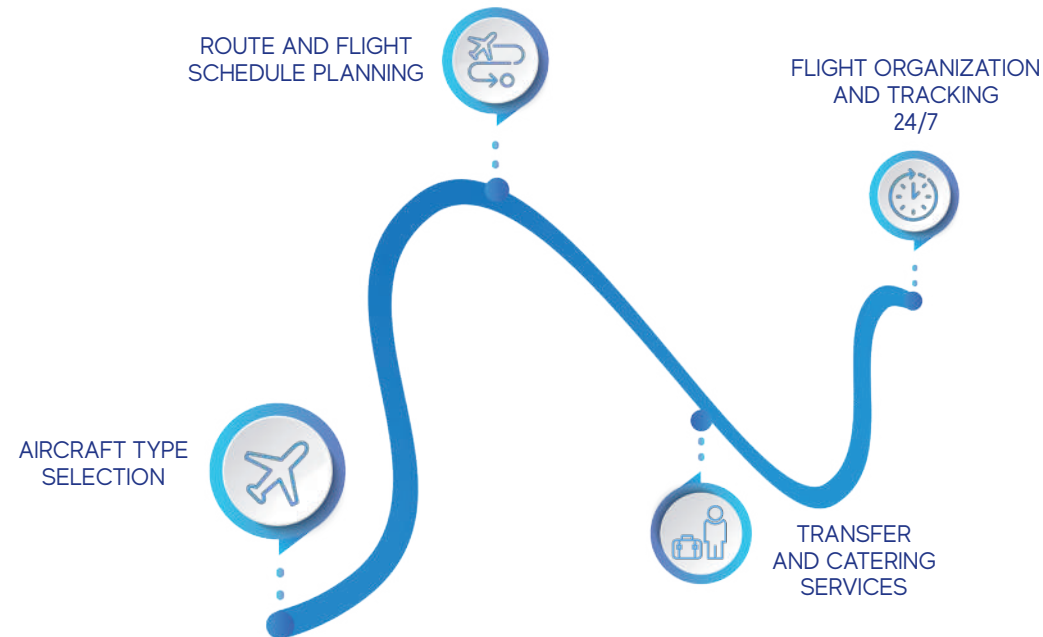 ROUTE AND FLIGHT
SCHEDULE PLANNING
FLIGHT ORGANIZATION
AND TRACKING
24/7
AIRCRAFT TYPE
SELECTION
TRANSFER
AND CATERING
SERVICES